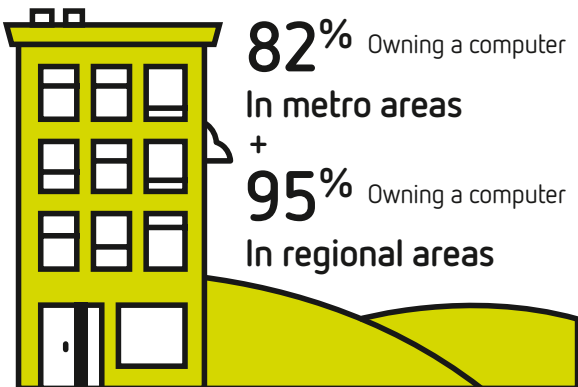 82% Owning a computer
In metro areas
+
95% Owning a computer
In regional areas